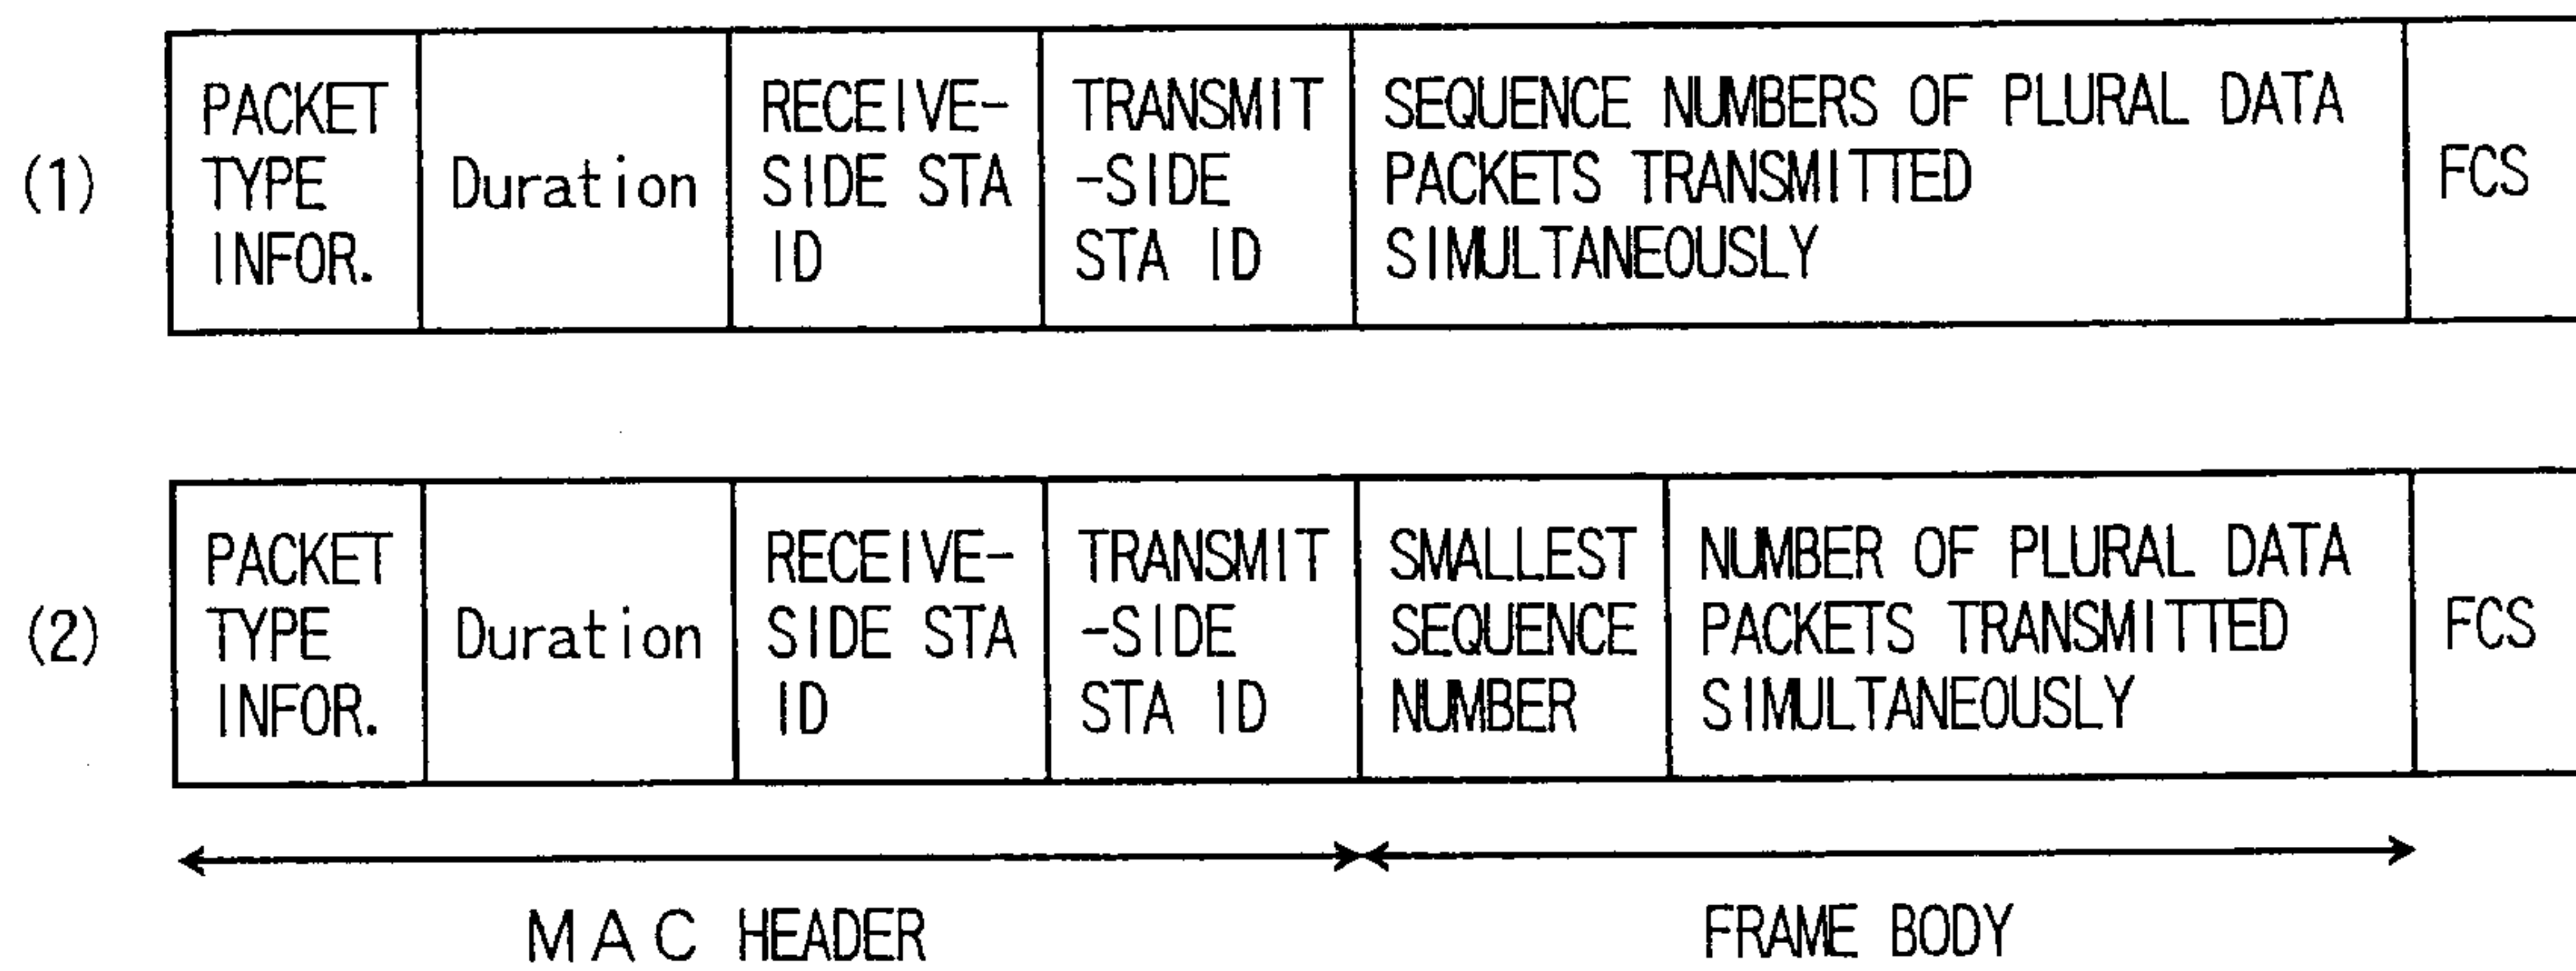 (1)
PACKET
TYPE
INFOR.
Duration
RECEIVE-
SIDE STA
ID
TRANSMIT
-SIDE
STA ID
SEQUENCE NUMBERS OF PLURAL DATA
PACKETS TRANSMITTED
SIMULTANEOUSLY
FCS
(2)
PACKET
TYPE
INFOR.
Duration
RECEIVE-
SIDE STA
ID
TRANSMIT
-SIDE
STA ID
SMALLEST
SEQUENCE
NUMBER
NUMBER OF PLURAL DATA
PACKETS TRANSMITTED
SIMULTANEOUSLY
FCS
MAC HEADER
FRAME BODY